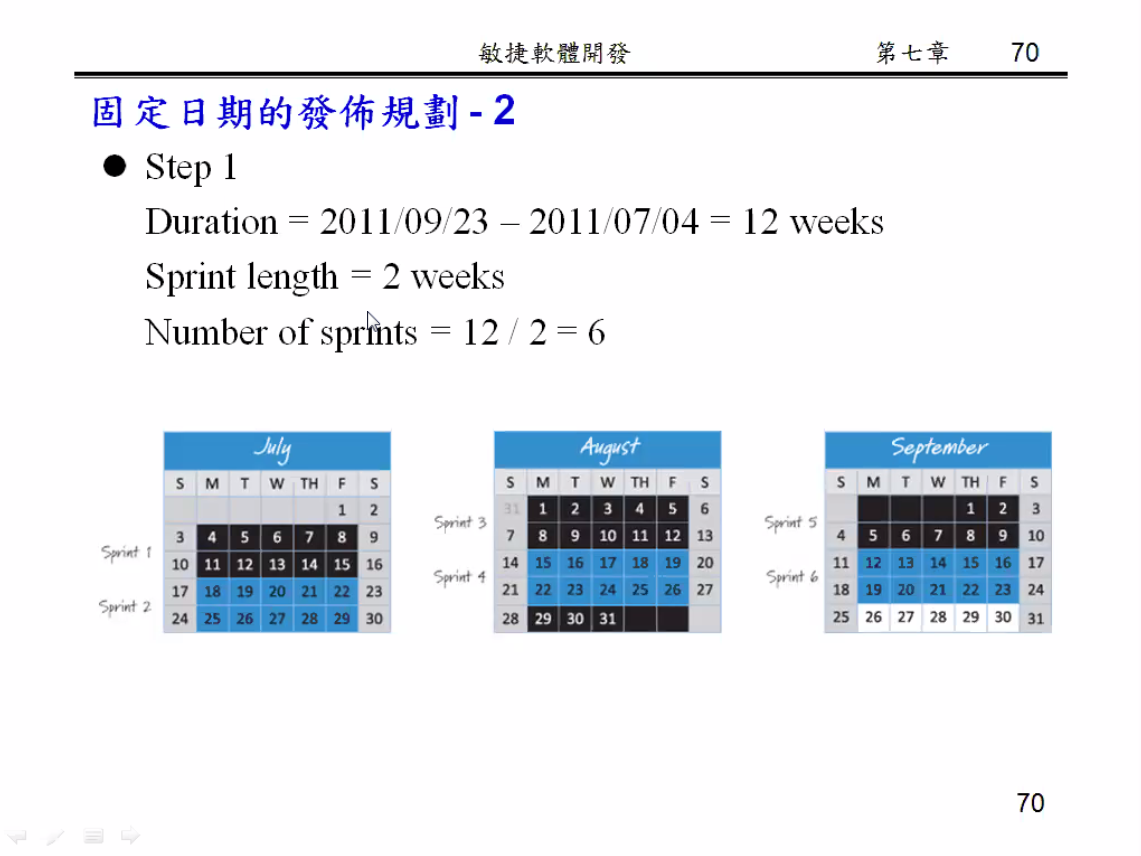 敏捷軟體開發 第七章 70
固定日期的發佈規劃 - 2
● Step 1
Duration = 2011/09/23 – 2011/07/04 = 12 weeks
Sprint length = 2 weeks
Number of sprints = 12 / 2 = 6
July
S M T W TH F S
1 2
3 4 5 6 7 8 9
Sprint 1
10 11 12 13 14 15 16
17 18 19 20 21 22 23
Sprint 2
24 25 26 27 28 29 30
August
S M T W TH F S
31 1 2 3 4 5 6
Sprint 3
7 8 9 10 11 12 13
14 15 16 17 18 19 20
Sprint 4
21 22 23 24 25 26 27
28 29 30 31
September
S M T W TH F S
1 2 3
Sprint 5
4 5 6 7 8 9 10
11 12 13 14 15 16 17
Sprint 6
18 19 20 21 22 23 24
25 26 27 28 29 30 31
70